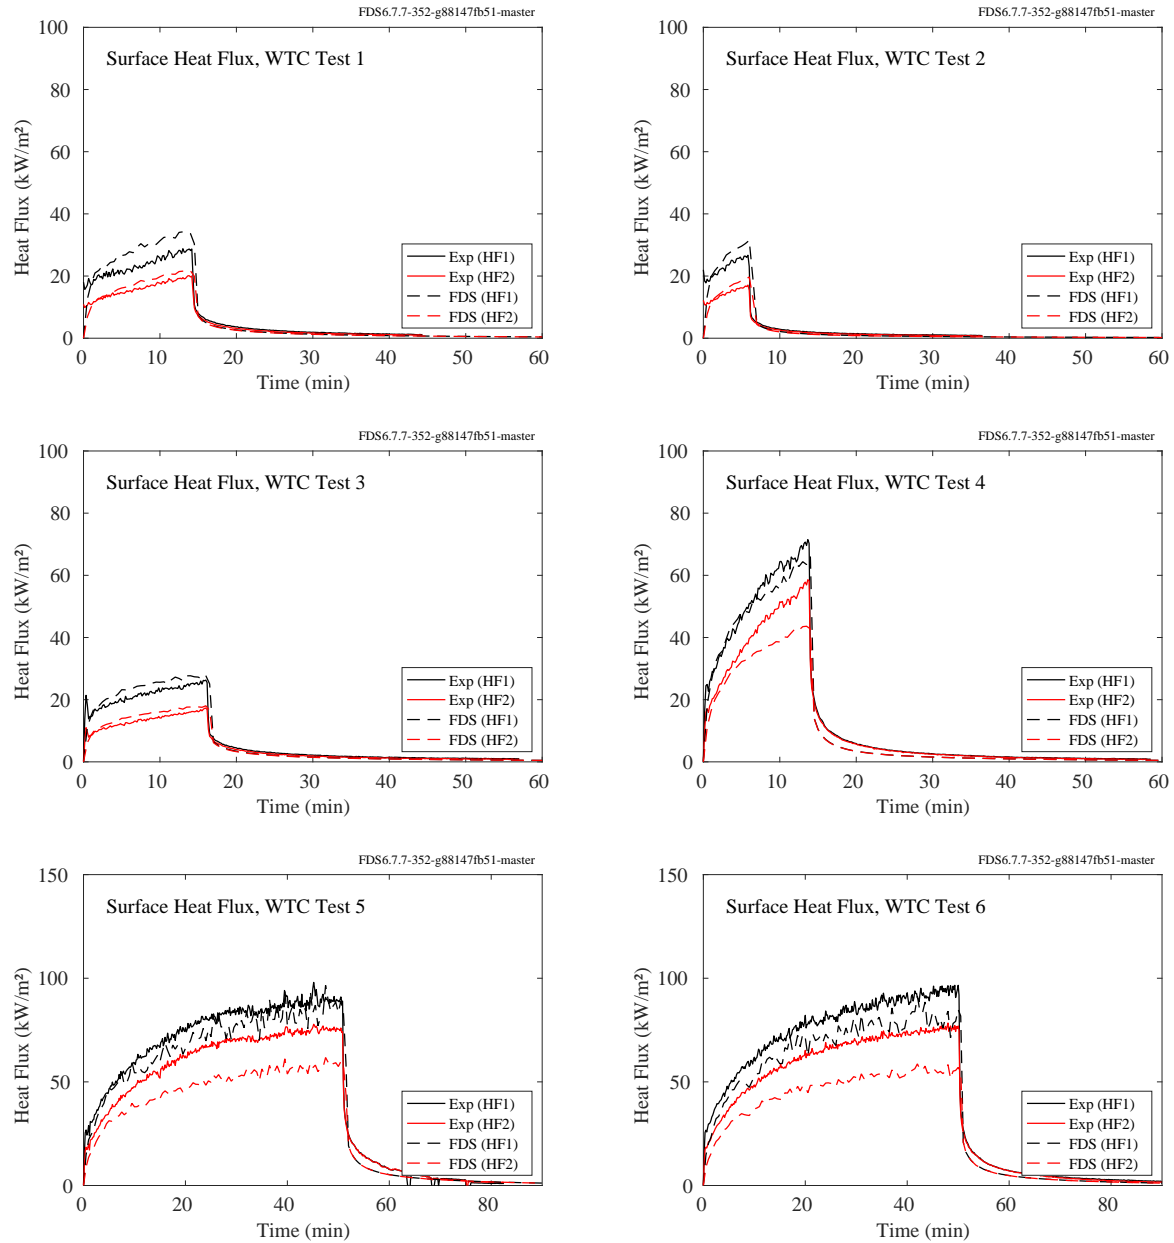 FDS6.7.7-352-g88147fb51-master
Surface Heat Flux, WTC Test 1
Heat Flux (kW/m²)
100
80
60
40
20
0
Exp (HF1)
Exp (HF2)
FDS (HF1)
FDS (HF2)
0 10 20 30 40 50 60
Time (min)
FDS6.7.7-352-g88147fb51-master
Surface Heat Flux, WTC Test 2
Heat Flux (kW/m²)
100
80
60
40
20
0
Exp (HF1)
Exp (HF2)
FDS (HF1)
FDS (HF2)
0 10 20 30 40 50 60
Time (min)
FDS6.7.7-352-g88147fb51-master
Surface Heat Flux, WTC Test 3
Heat Flux (kW/m²)
100
80
60
40
20
0
Exp (HF1)
Exp (HF2)
FDS (HF1)
FDS (HF2)
0 10 20 30 40 50 60
Time (min)
FDS6.7.7-352-g88147fb51-master
Surface Heat Flux, WTC Test 4
Heat Flux (kW/m²)
100
80
60
40
20
0
Exp (HF1)
Exp (HF2)
FDS (HF1)
FDS (HF2)
0 10 20 30 40 50 60
Time (min)
FDS6.7.7-352-g88147fb51-master
Surface Heat Flux, WTC Test 5
Heat Flux (kW/m²)
150
100
50
0
Exp (HF1)
Exp (HF2)
FDS (HF1)
FDS (HF2)
0 20 40 60 80
Time (min)
FDS6.7.7-352-g88147fb51-master
Surface Heat Flux, WTC Test 6
Heat Flux (kW/m²)
150
100
50
0
Exp (HF1)
Exp (HF2)
FDS (HF1)
FDS (HF2)
0 20 40 60 80
Time (min)